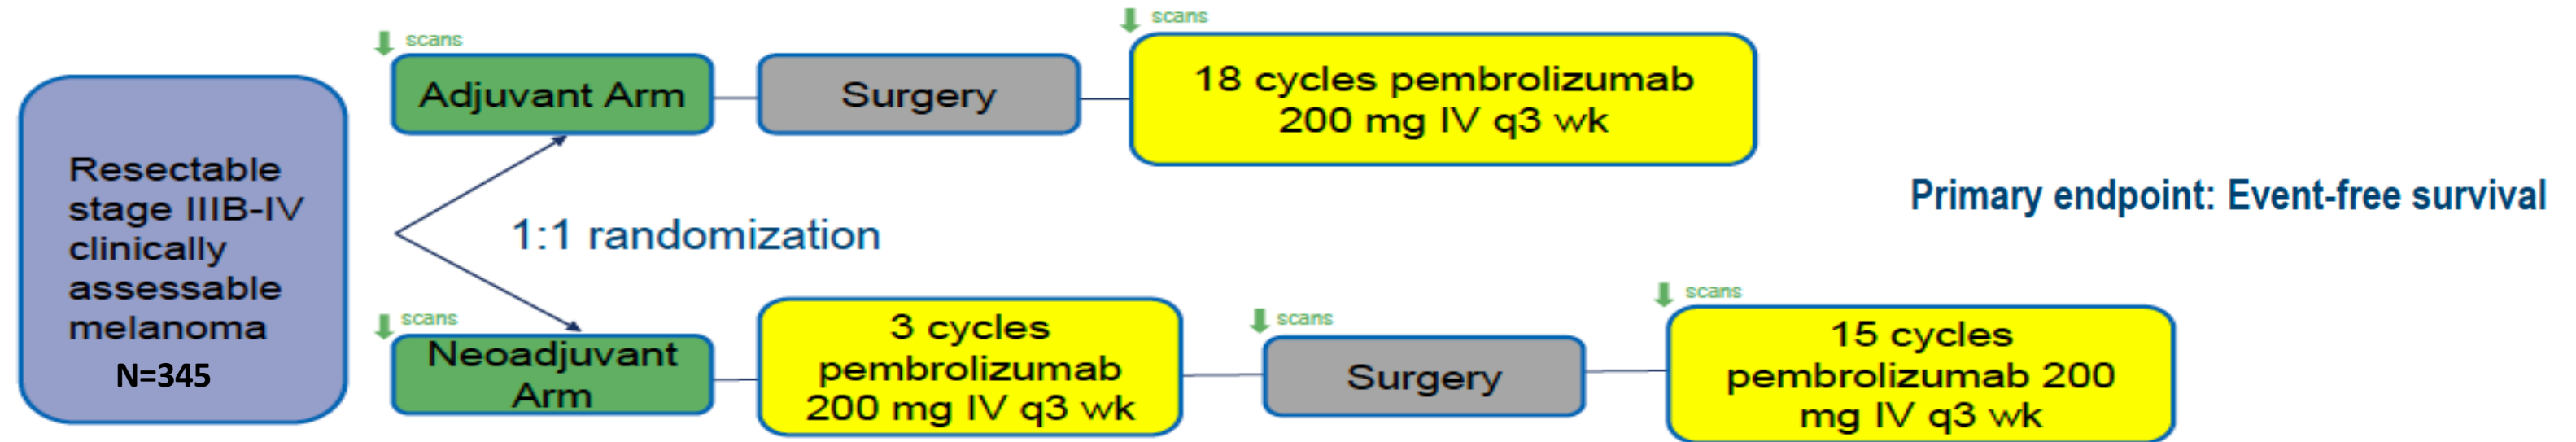 Resectable
stage IIIB-IV
clinically
assessable
melanoma
N=345
scans
Adjuvant Arm
Surgery
scans
18 cycles pembrolizumab
200 mg IV q3 wk
1:1 randomization
Primary endpoint: Event-free survival
scans
Neoadjuvant
Arm
3 cycles
pembrolizumab
200 mg IV q3 wk
scans
Surgery
scans
15 cycles
pembrolizumab 200
mg IV q3 wk